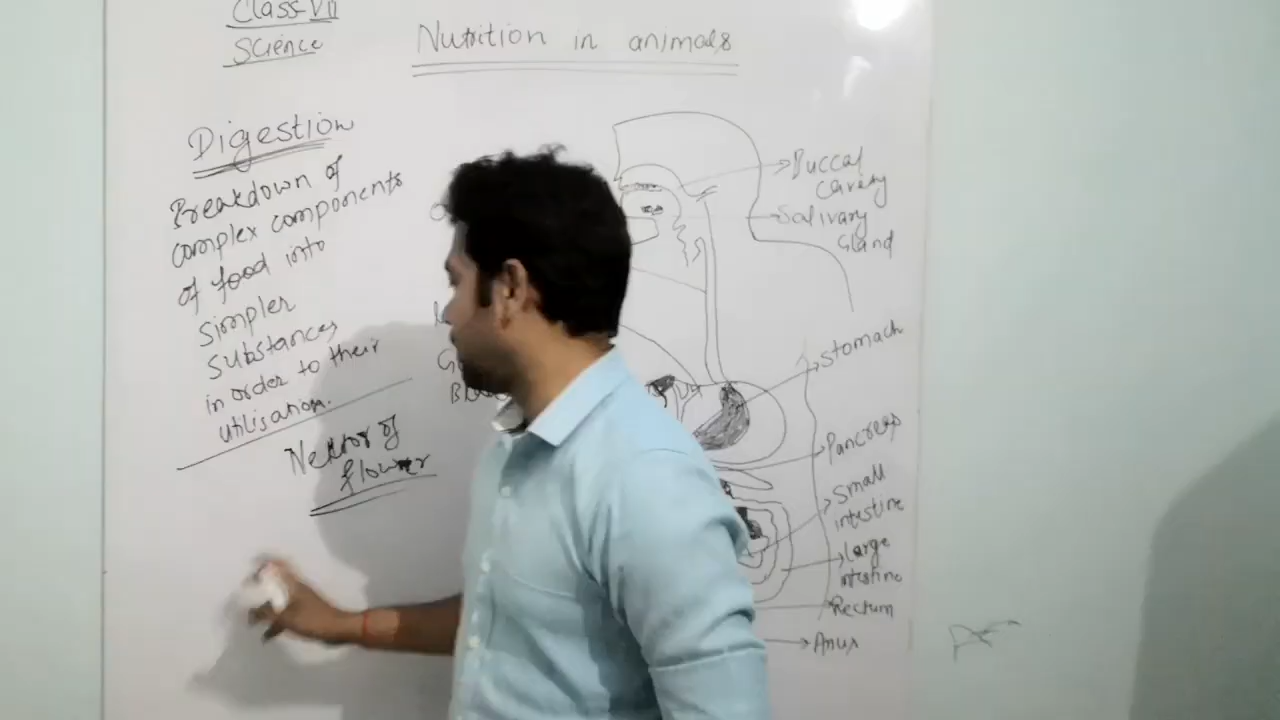 Class-VII
Science
Nutrition in animals
Digestion
Breakdown of
complex components
of food into
simpler
substances
in order to their
utilisation.
Nector of
flower
Buccal
cavity
Salivary
Gland
Stomach
Pancreas
Small
intestine
Large
intestine
Rectum
Anus